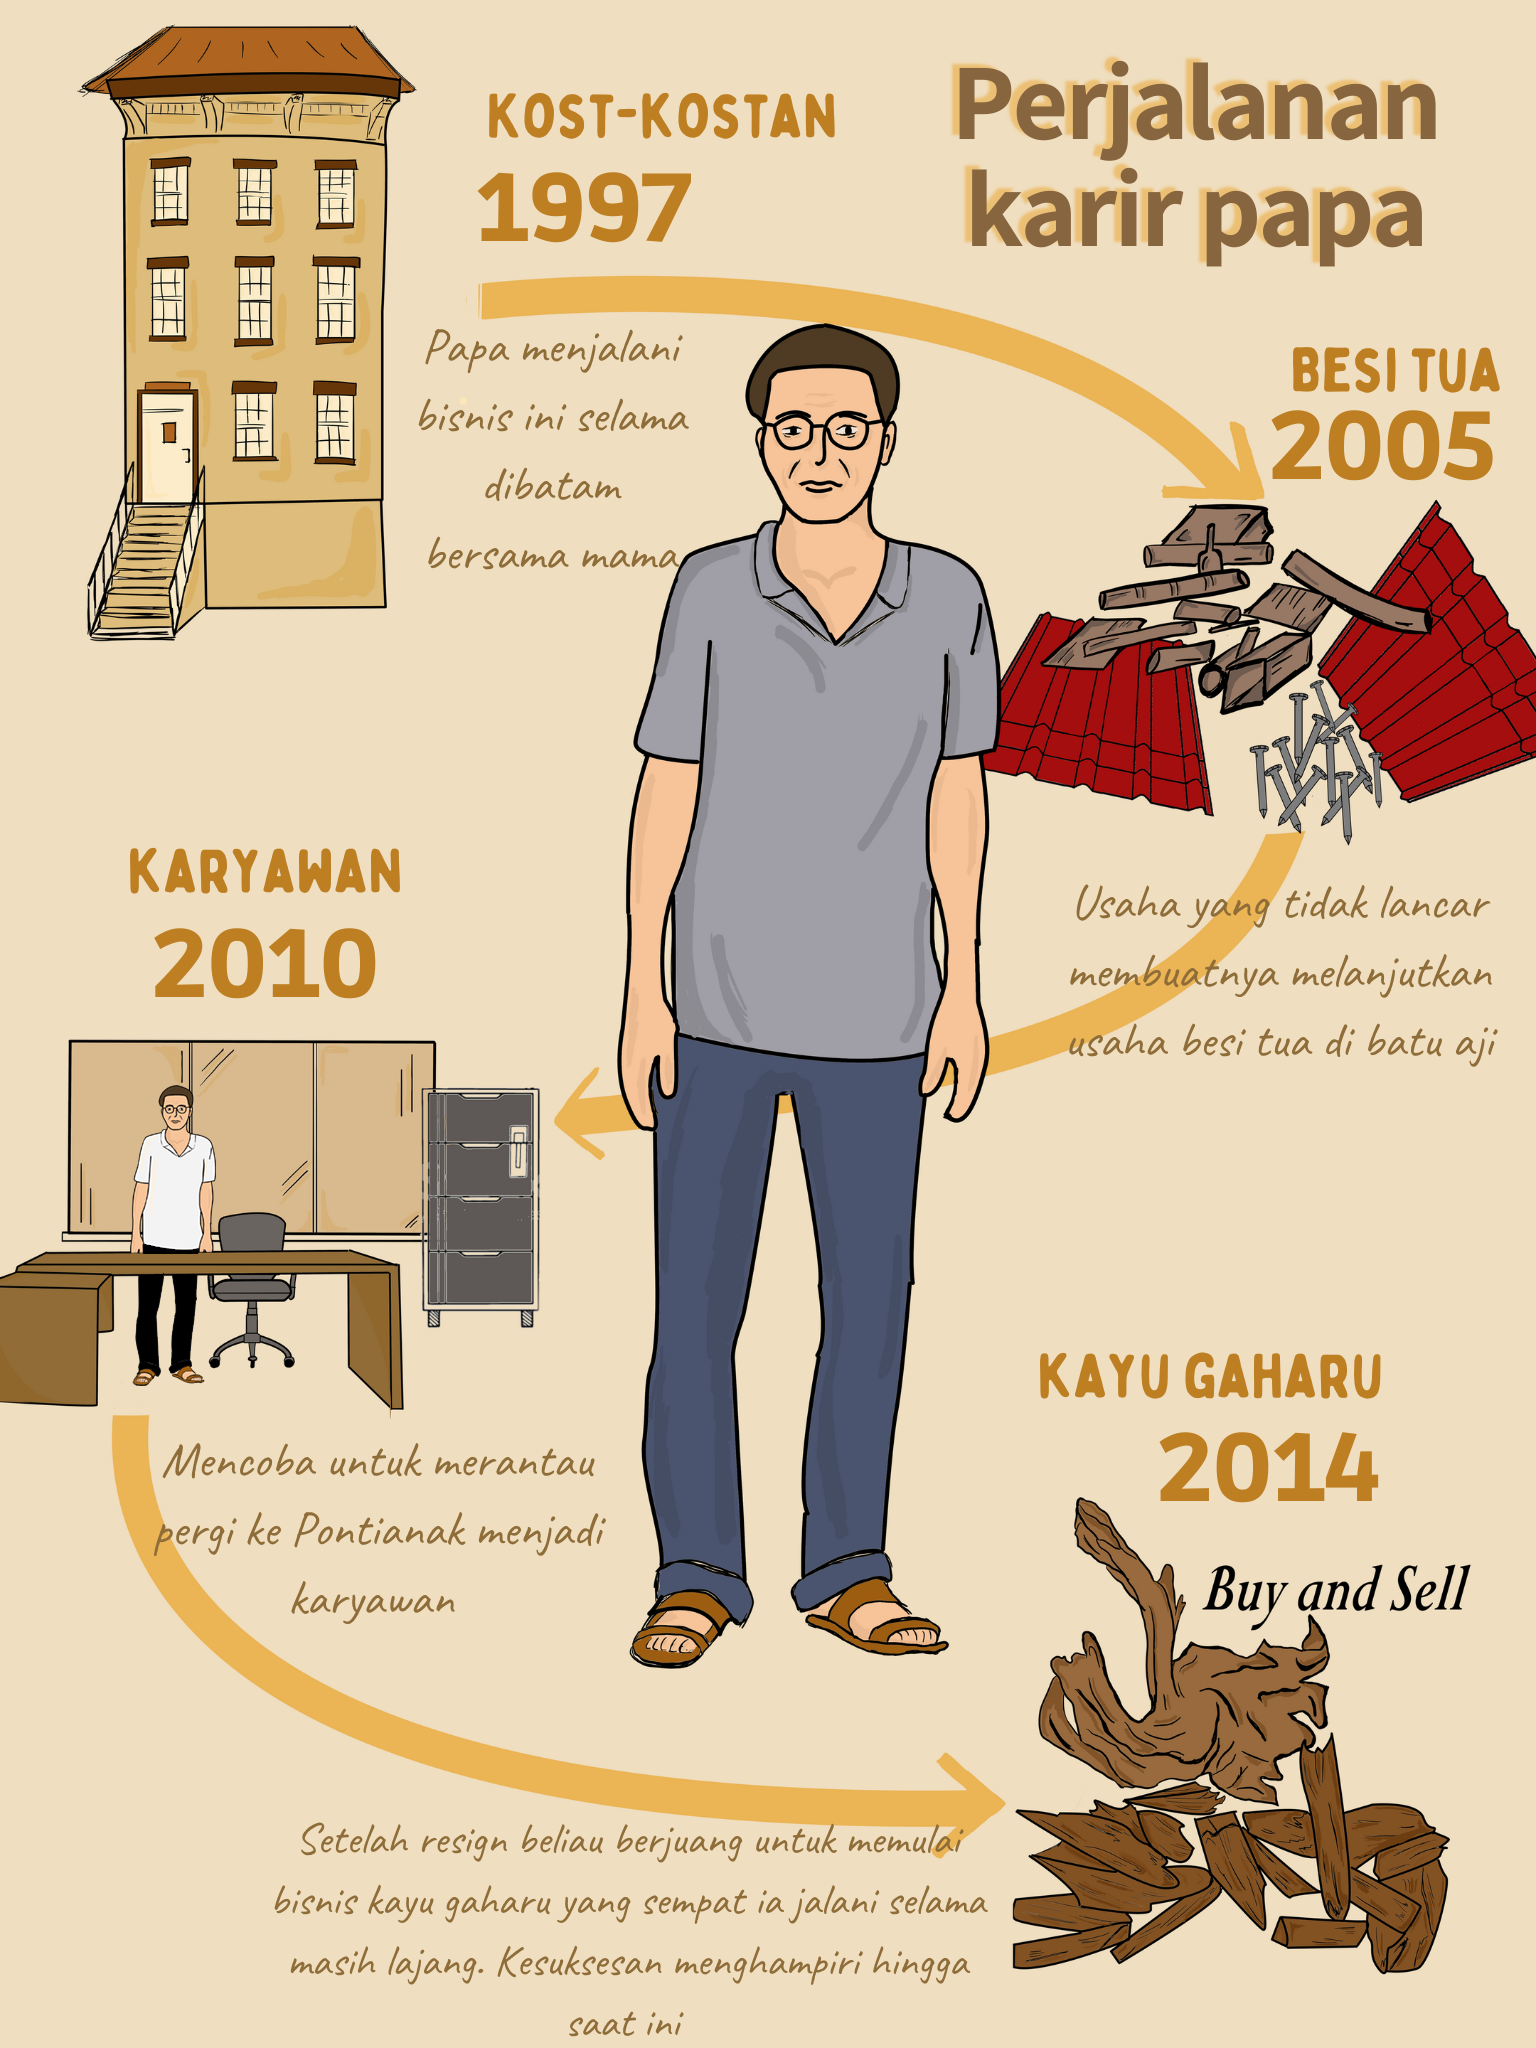 Perjalanan
karir papa
KOST-KOSTAN
1997
Papa menjalani
bisnis ini selama
dibatam
bersama mama
BESI TUA
2005
Usaha yang tidak lancar
membuatnya melanjutkan
usaha besi tua di batu aji
KARYAWAN
2010
Mencoba untuk merantau
pergi ke Pontianak menjadi
karyawan
KAYU GAHARU
2014
Buy and Sell
Setelah resign beliau berjuang untuk memulai
bisnis kayu gaharu yang sempat ia jalani selama
masih lajang. Kesuksesan menghampiri hingga
saat ini